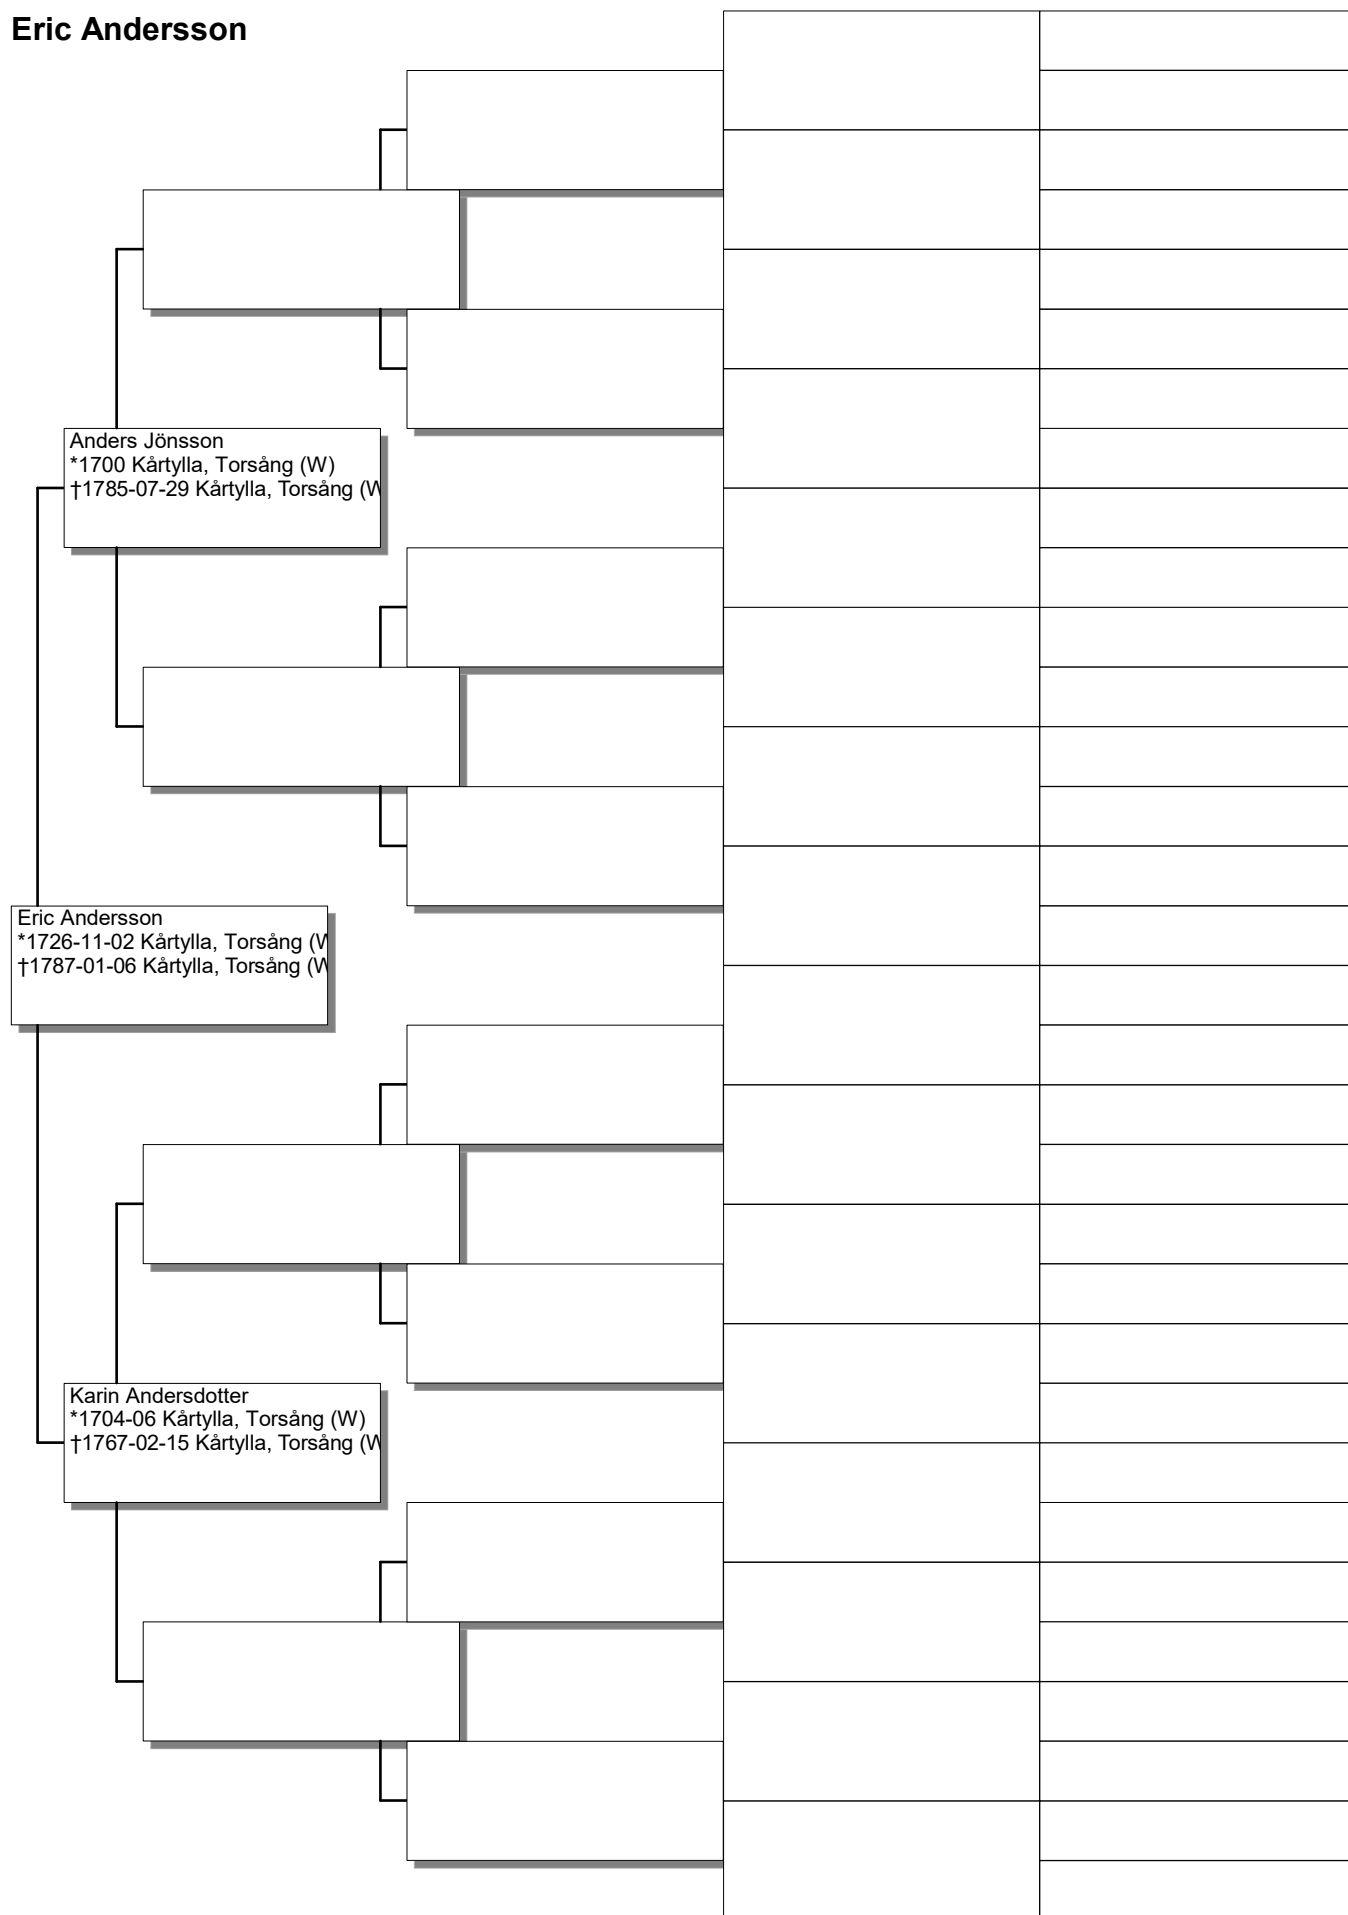 Eric Andersson
Anders Jönsson
*1700 Kårtylla, Torsång (W)
†1785-07-29 Kårtylla, Torsång (W
Eric Andersson
*1726-11-02 Kårtylla, Torsång (W
†1787-01-06 Kårtylla, Torsång (W
Karin Andersdotter
*1704-06 Kårtylla, Torsång (W)
†1767-02-15 Kårtylla, Torsång (W